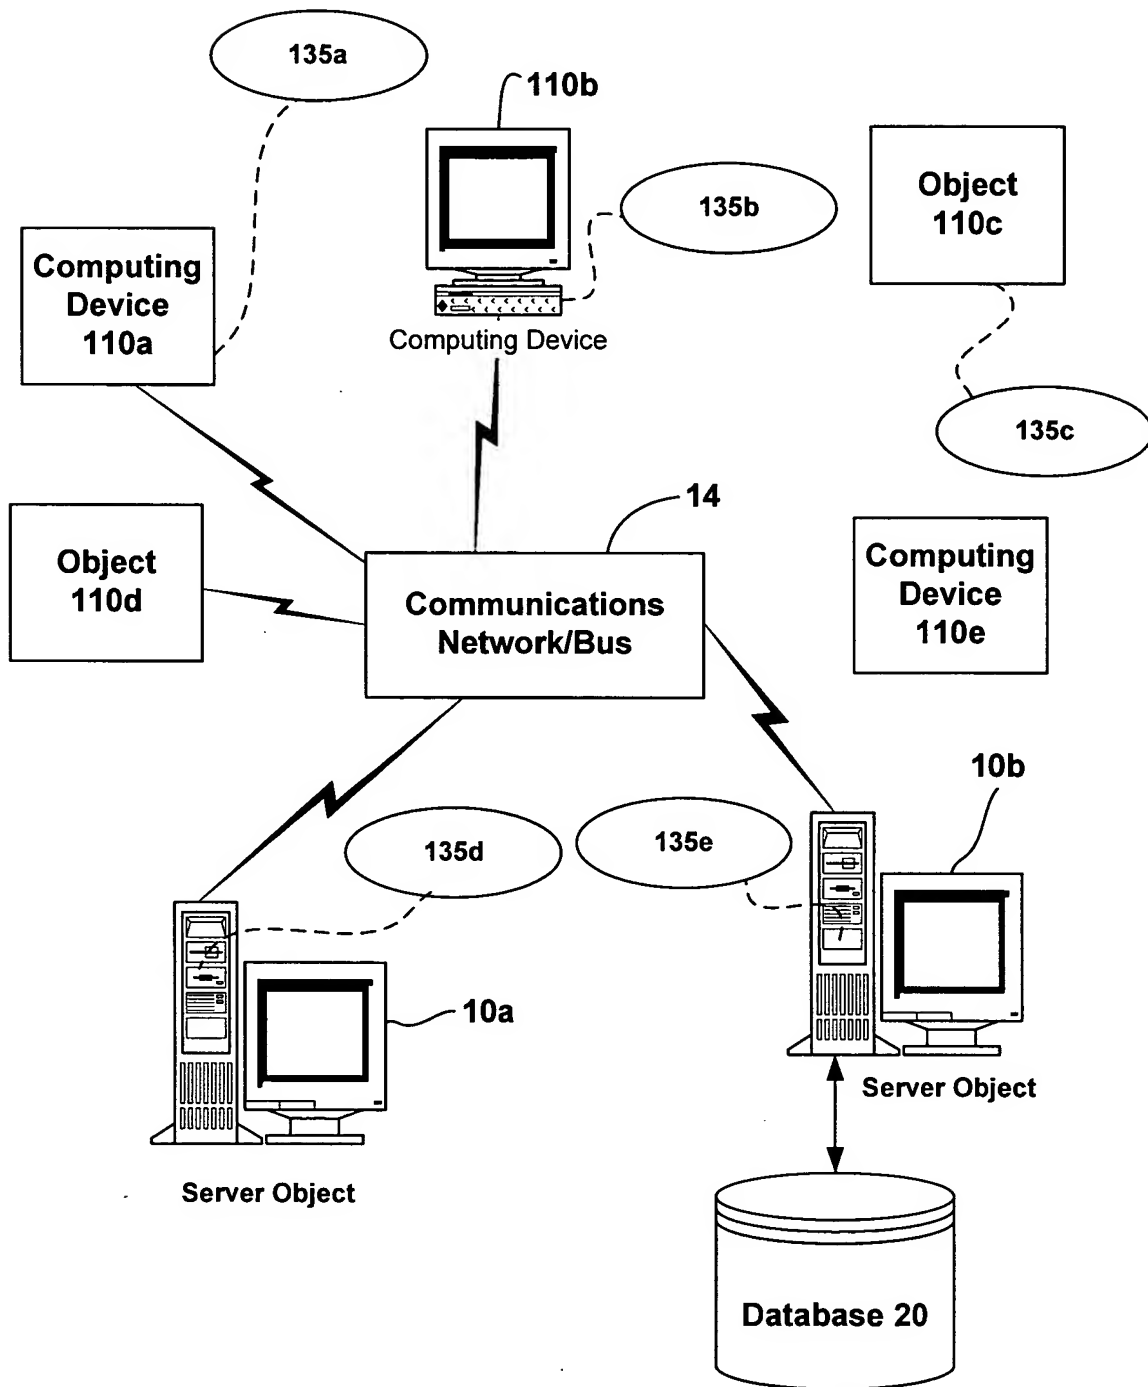 135a
110b
Object
110c
135b
Computing
Device
110a
Computing Device
135c
14
Object
110d
Communications
Network/Bus
Computing
Device
110e
10b
135d
135e
10a
Server Object
Server Object
Database 20